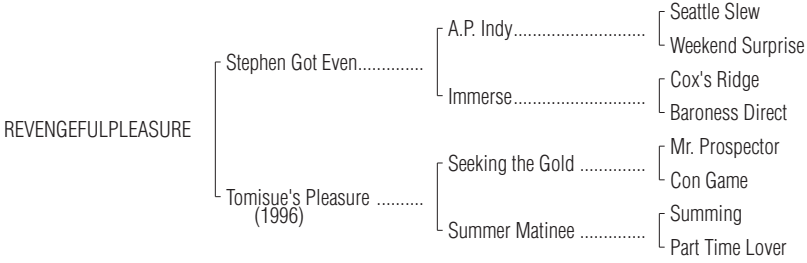 Seattle Slew
A.P. Indy...........................
Weekend Surprise
Stephen Got Even..............
Cox's Ridge
Immerse...........................
Baroness Direct
REVENGEFULPLEASURE
Mr. Prospector
Seeking the Gold ..............
Con Game
Tomisue's Pleasure ..........
(1996)
Summing
Summer Matinee ..............
Part Time Lover